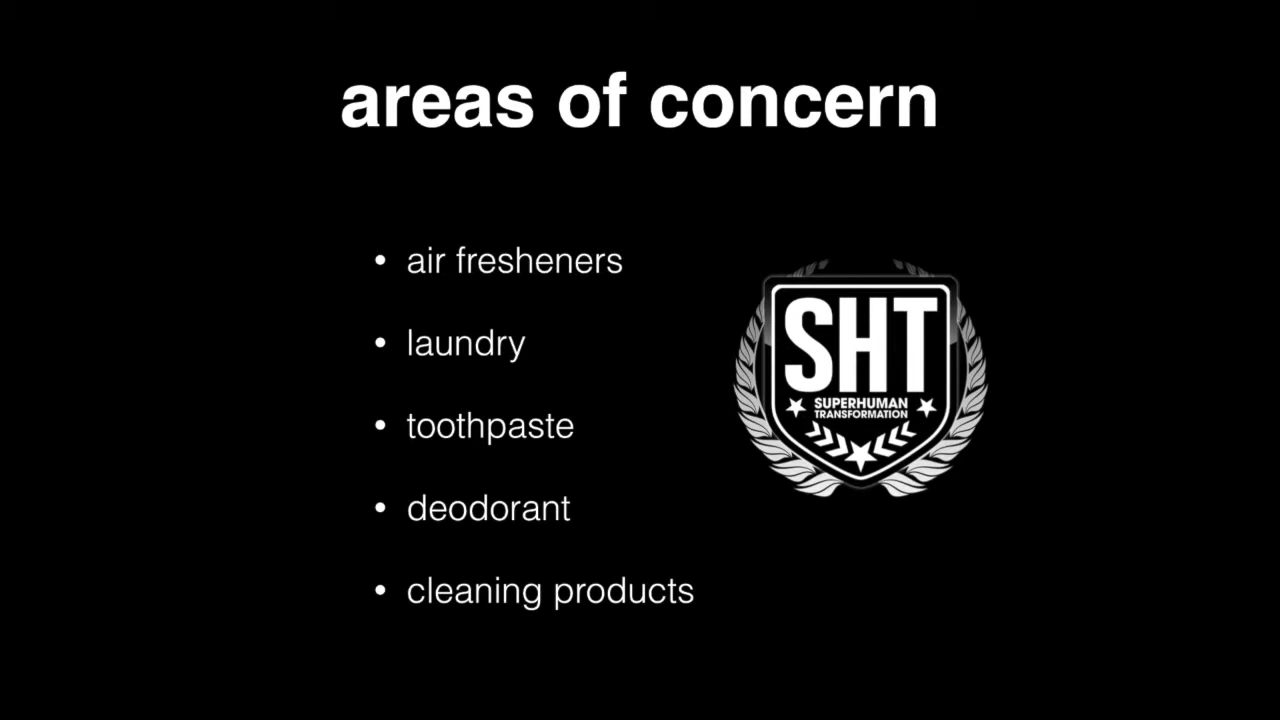 areas of concern
• air fresheners
• laundry
• toothpaste
• deodorant
• cleaning products
SHT
SUPERHUMAN
TRANSFORMATION